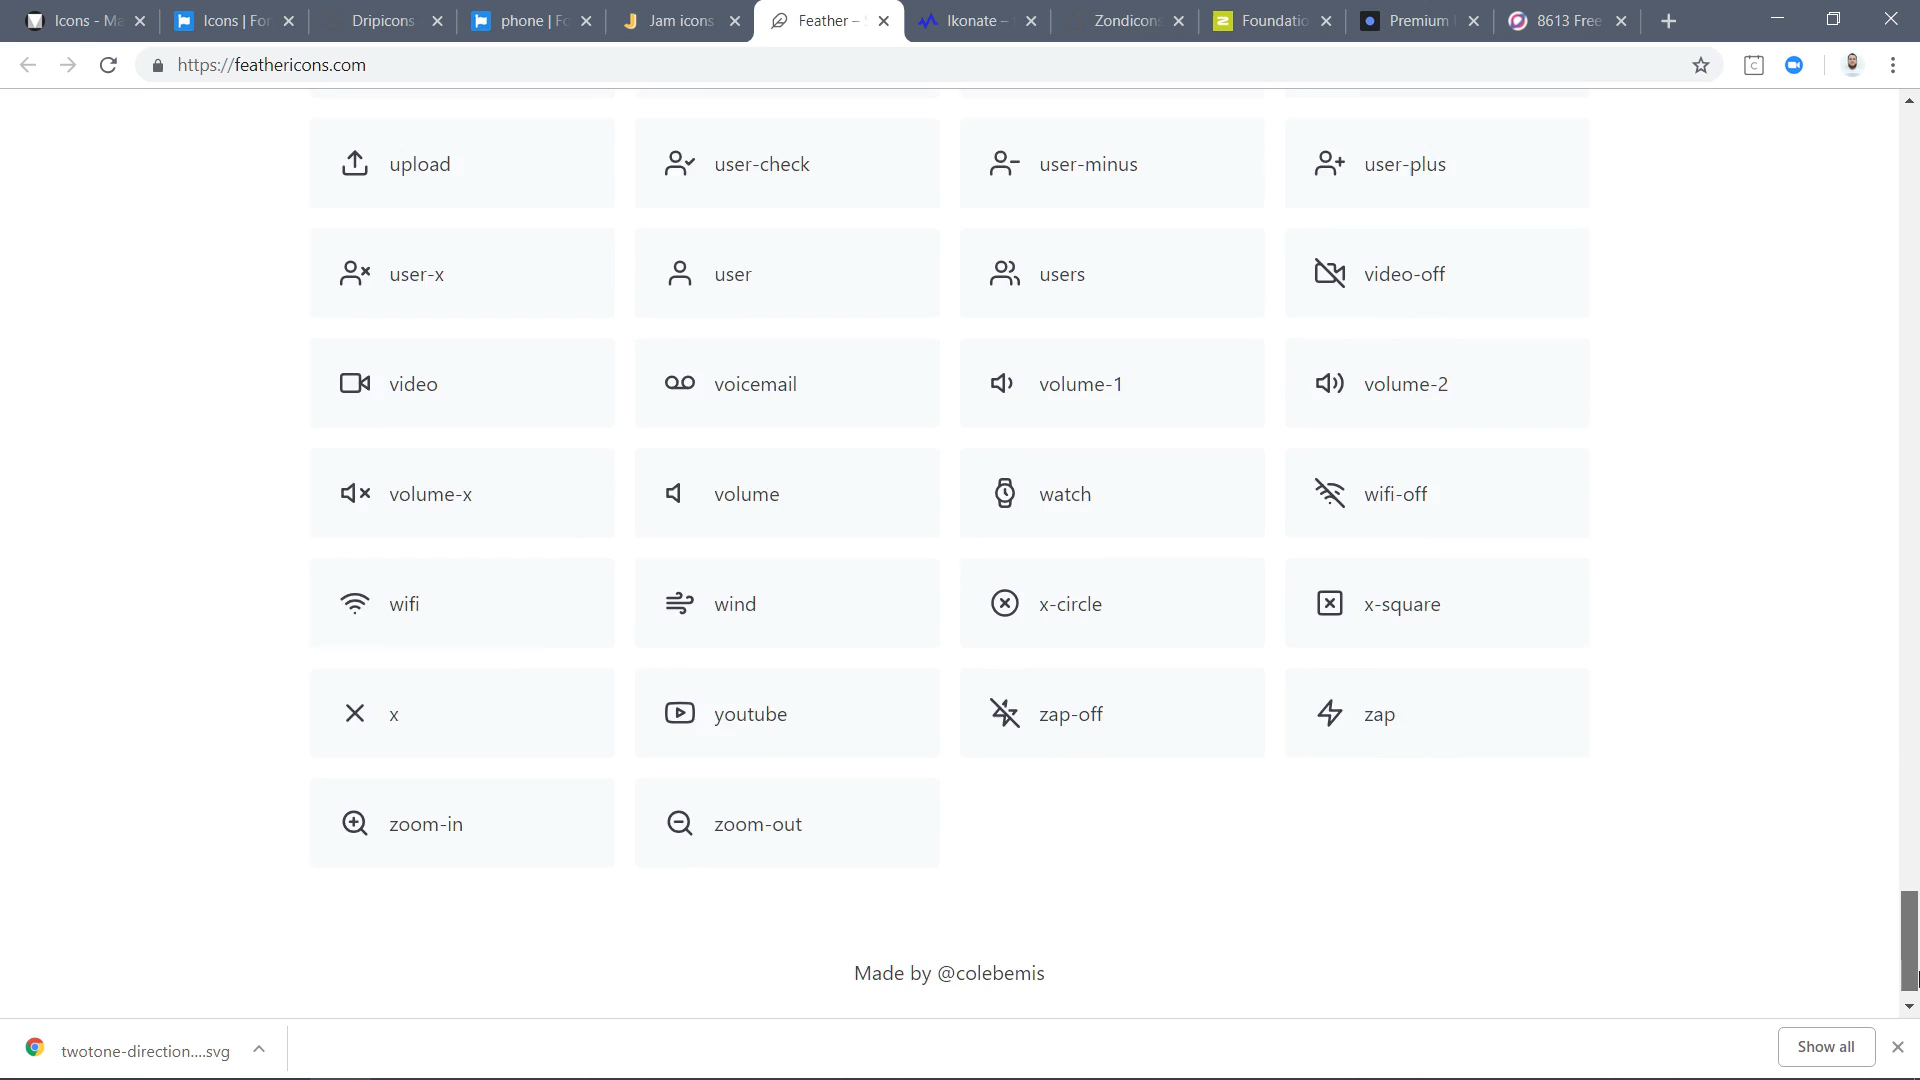 Icons - Ma
Icons | For
Dripicons
phone | Fo
Jam icons
Feather –
Ikonate –
Zondicons
Foundatio
Premium
8613 Free
https://feathericons.com
upload
user-check
user-minus
user-plus
user-x
user
users
video-off
video
voicemail
volume-1
volume-2
volume-x
volume
watch
wifi-off
wifi
wind
x-circle
x-square
x
youtube
zap-off
zap
zoom-in
zoom-out
Made by @colebemis
twotone-direction....svg
Show all